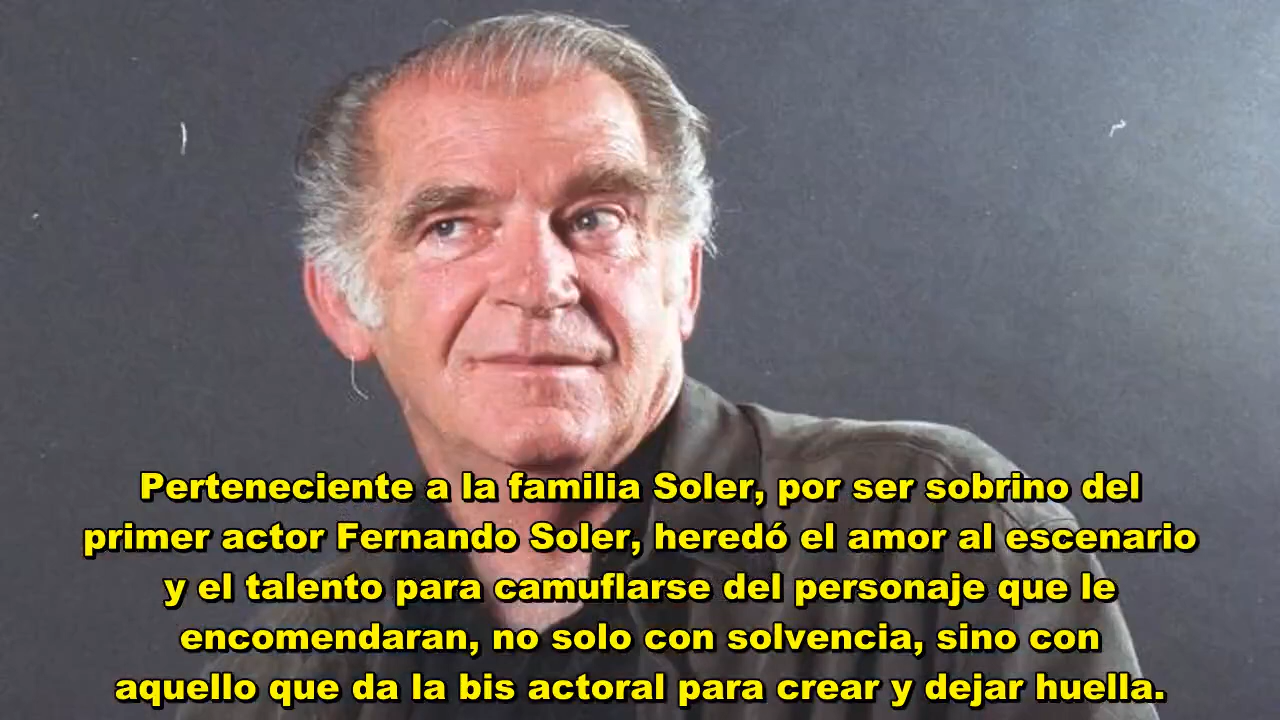 Perteneciente a la familia Soler, por ser sobrino del
primer actor Fernando Soler, heredó el amor al escenario
y el talento para camuflarse del personaje que le
encomendaran, no solo con solvencia, sino con
aquello que da la bis actoral para crear y dejar huella.